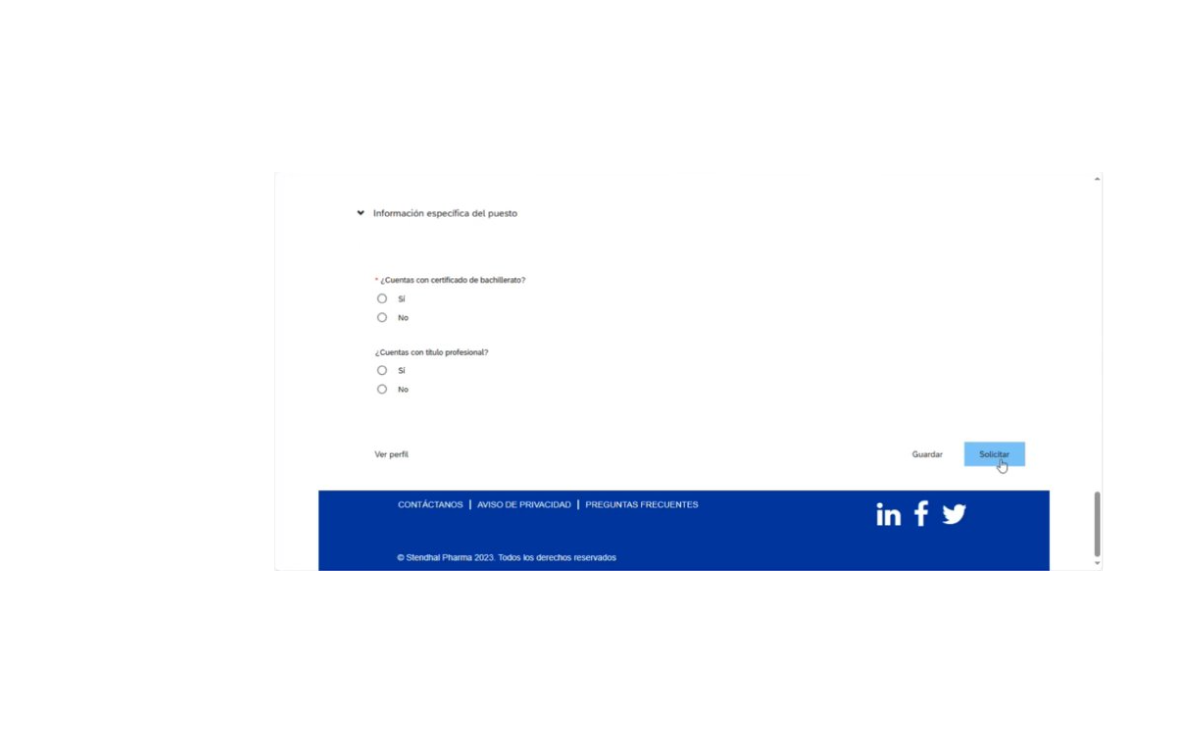 Información específica del puesto
* ¿Cuentas con certificado de bachillerato?
Sí
No
¿Cuentas con título profesional?
Sí
No
Ver perfil
Guardar
Solicitar
CONTÁCTANOS | AVISO DE PRIVACIDAD | PREGUNTAS FRECUENTES
© Stendhal Pharma 2023. Todos los derechos reservados